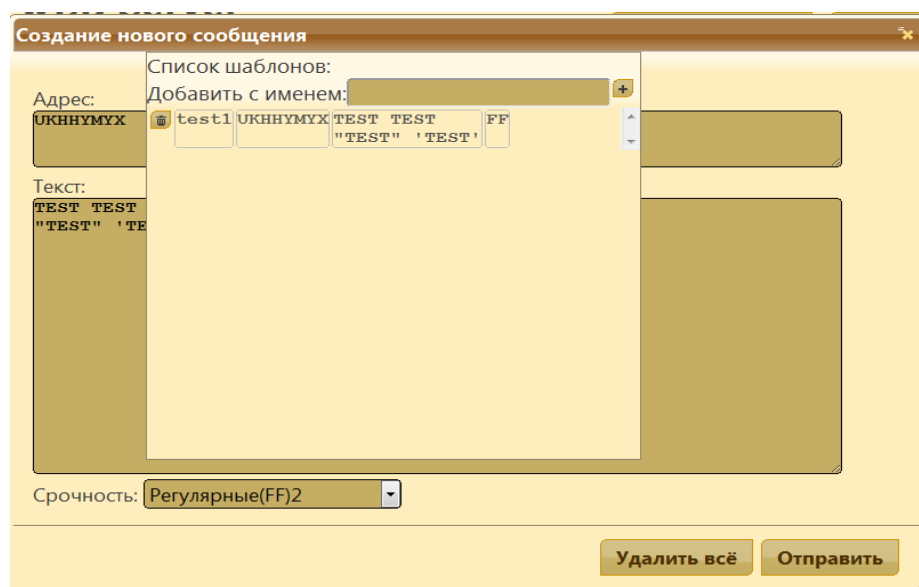 Создание нового сообщения
Список шаблонов:
Добавить с именем:
Адрес:
UKHHYMYX
test1 UKHHYMYX TEST TEST FF
"TEST" 'TEST'
Текст:
TEST TEST
"TEST" 'TE
Срочность: Регулярные(FF)2
Удалить всё Отправить